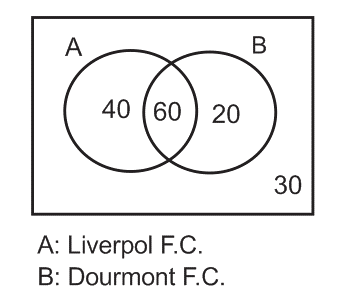 A B
40 60 20
30
A: Liverpol F.C.
B: Dourmont F.C.